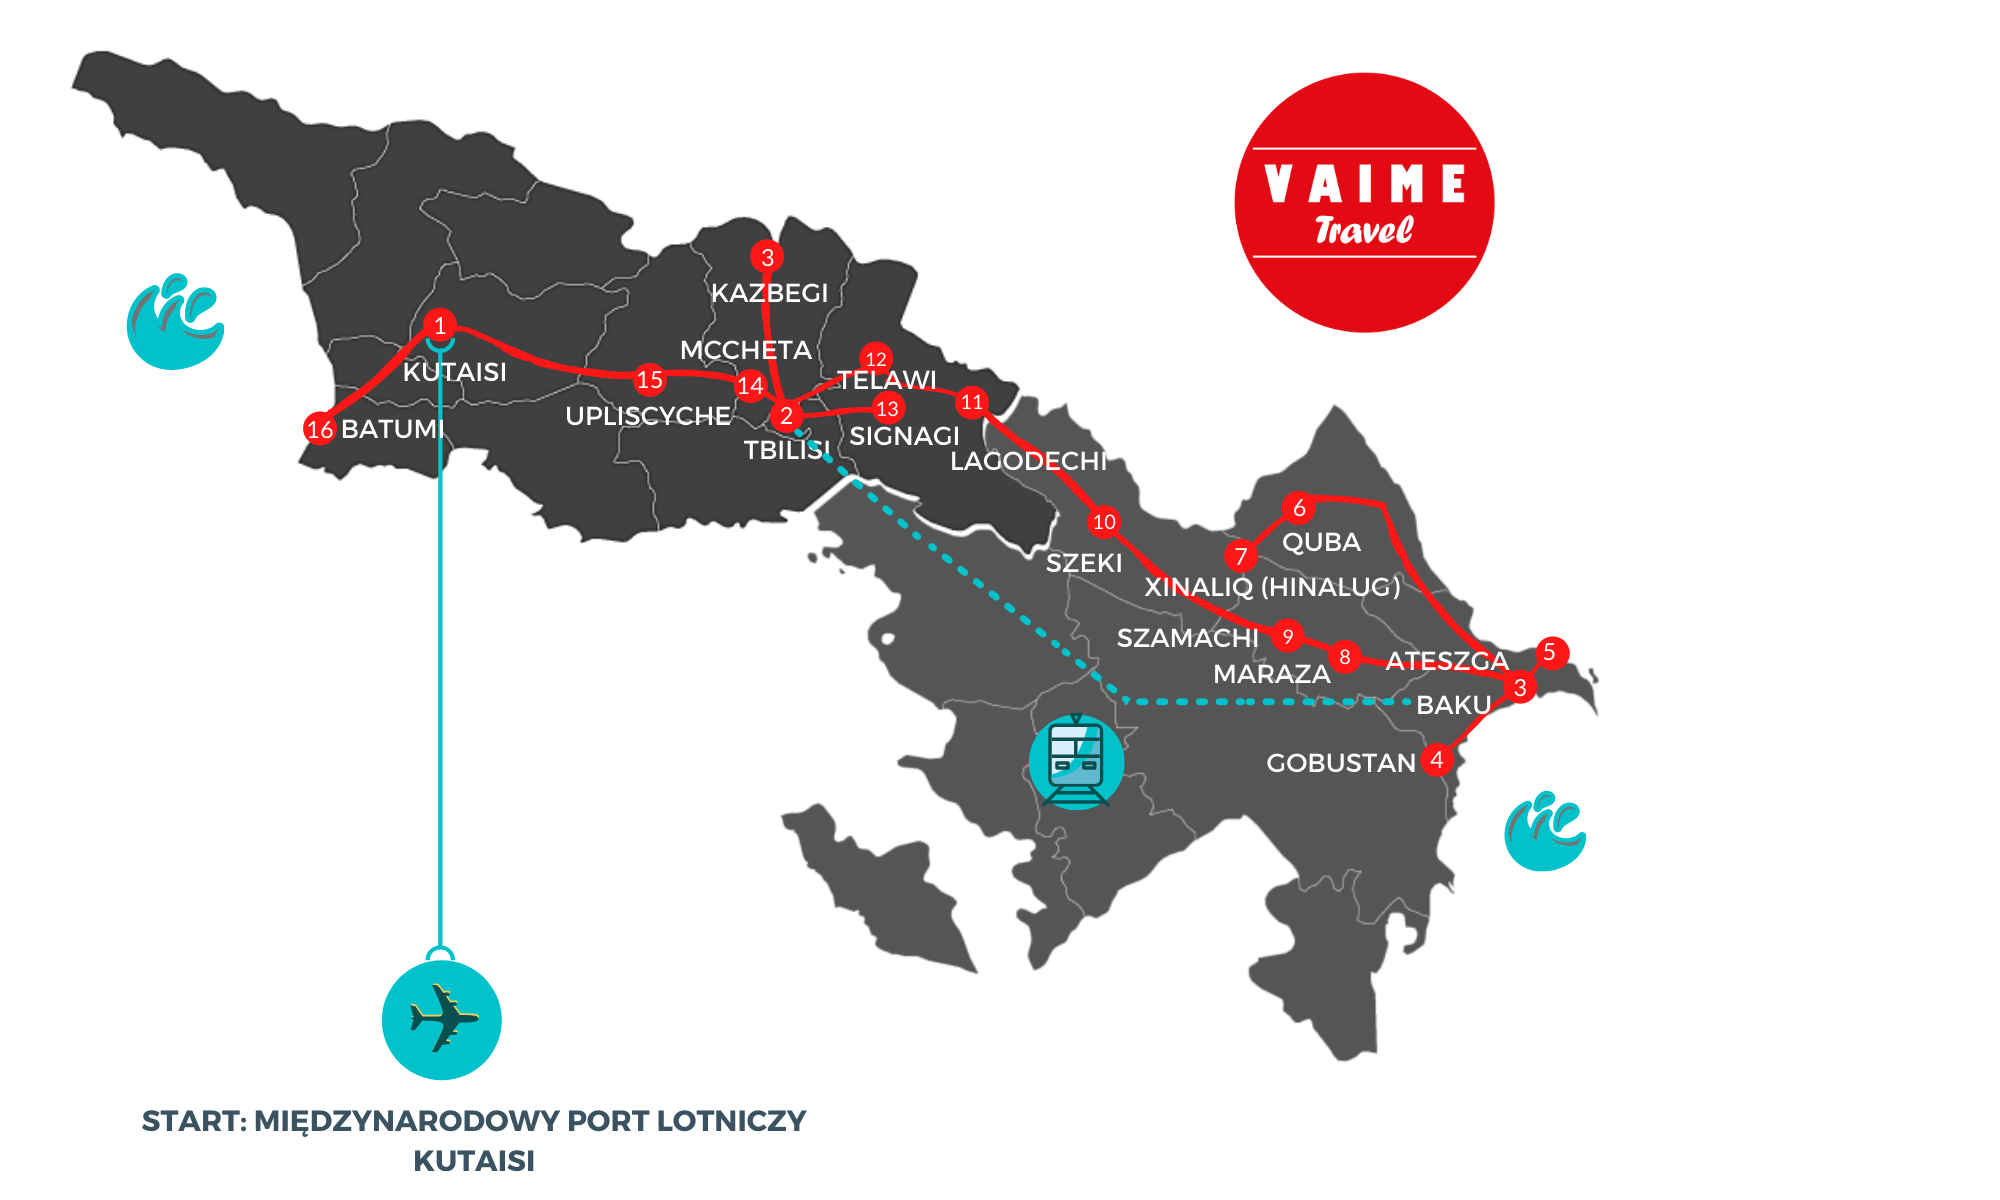 VAIME
Travel
3
KAZBEGI
1
KUTAISI
MCCHETA
12
TELAWI
15
14
11
UPLISCYCHE
2
13
16
BATUMI
SIGNAGI
TBILISI
LAGODECHI
10
SZEKI
6
QUBA
7
XINALIQ (HINALUG)
SZAMACHI
9
8
MARAZA
ATESZGA
5
3
BAKU
GOBUSTAN
4
START: MIĘDZYNARODOWY PORT LOTNICZY
KUTAISI